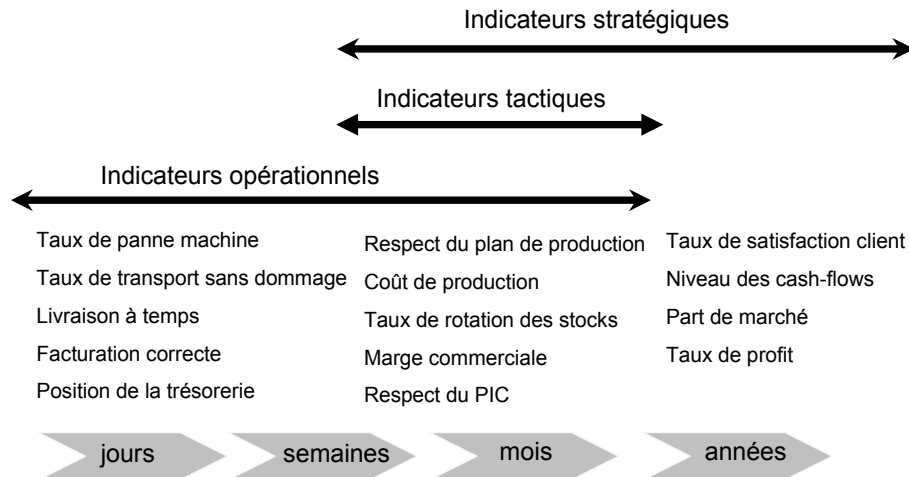 Indicateurs stratégiques
Indicateurs tactiques
Indicateurs opérationnels
Taux de panne machine
Taux de transport sans dommage
Livraison à temps
Facturation correcte
Position de la trésorerie
Respect du plan de production
Coût de production
Taux de rotation des stocks
Marge commerciale
Respect du PIC
Taux de satisfaction client
Niveau des cash-flows
Part de marché
Taux de profit
jours
semaines
mois
années